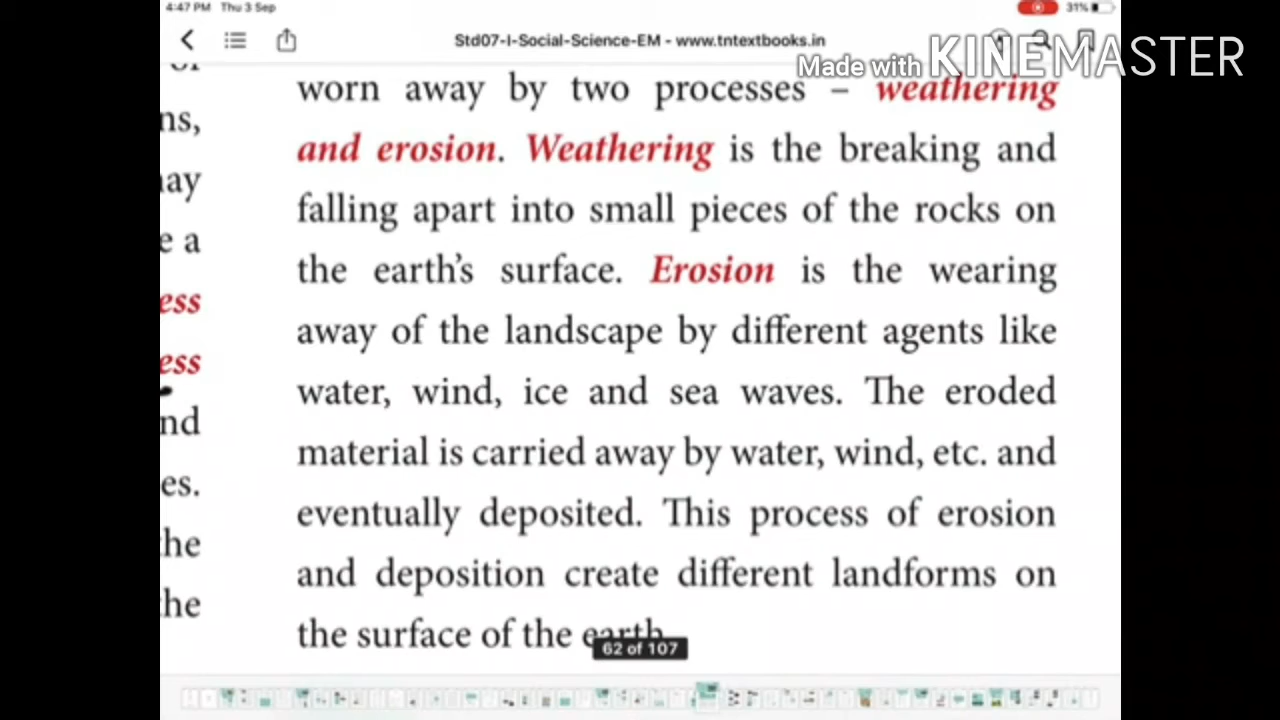 4:47 PM Thu 3 Sep
31%
Std07-I-Social-Science-EM - www.tntextbooks.in
Made with KINEMASTER
worn away by two processes – weathering
and erosion. Weathering is the breaking and
falling apart into small pieces of the rocks on
the earth's surface. Erosion is the wearing
away of the landscape by different agents like
water, wind, ice and sea waves. The eroded
material is carried away by water, wind, etc. and
eventually deposited. This process of erosion
and deposition create different landforms on
the surface of the earth
62 of 107
ns,
e a
ess
ess
nd
es.
he
he